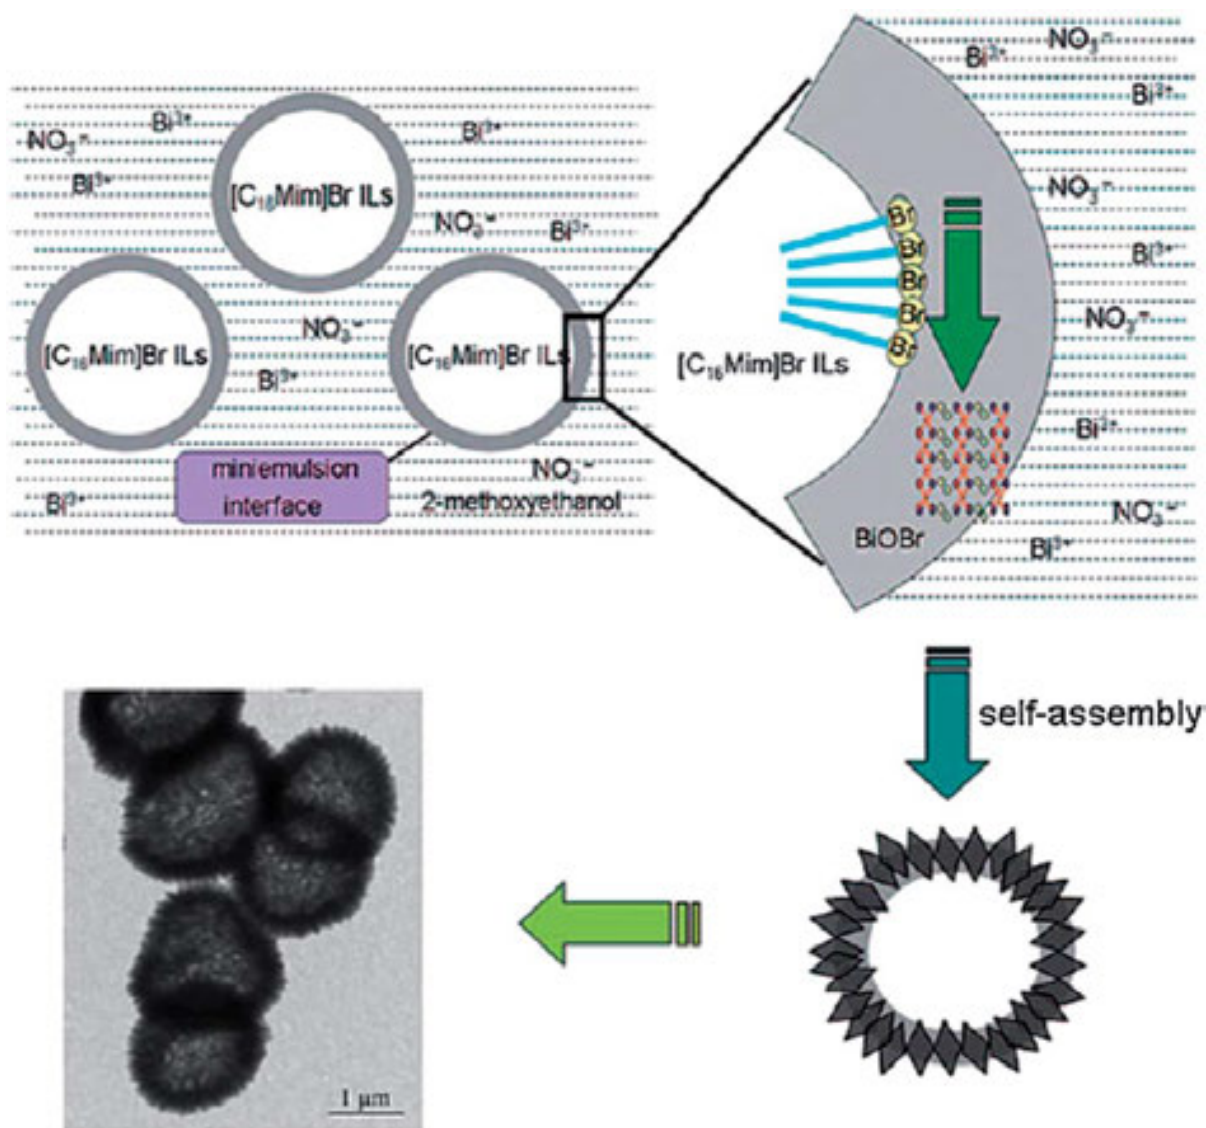 Bi³⁺
NO₃⁻
Bi³⁺
Bi³⁺
[C₁₆Mim]Br ILs
NO₃⁻
Bi³⁺
NO₃⁻
[C₁₆Mim]Br ILs
[C₁₆Mim]Br ILs
Bi³⁺
miniemulsion
interface
NO₃⁻
Bi³⁺
2-methoxyethanol
NO₃⁻
Bi³⁺
Bi³⁺
NO₃⁻
Br
Br
Br
Br
Br
Bi³⁺
NO₃⁻
[C₁₆Mim]Br ILs
Bi³⁺
NO₃⁻
BiOBr
Bi³⁺
self-assembly
1 μm